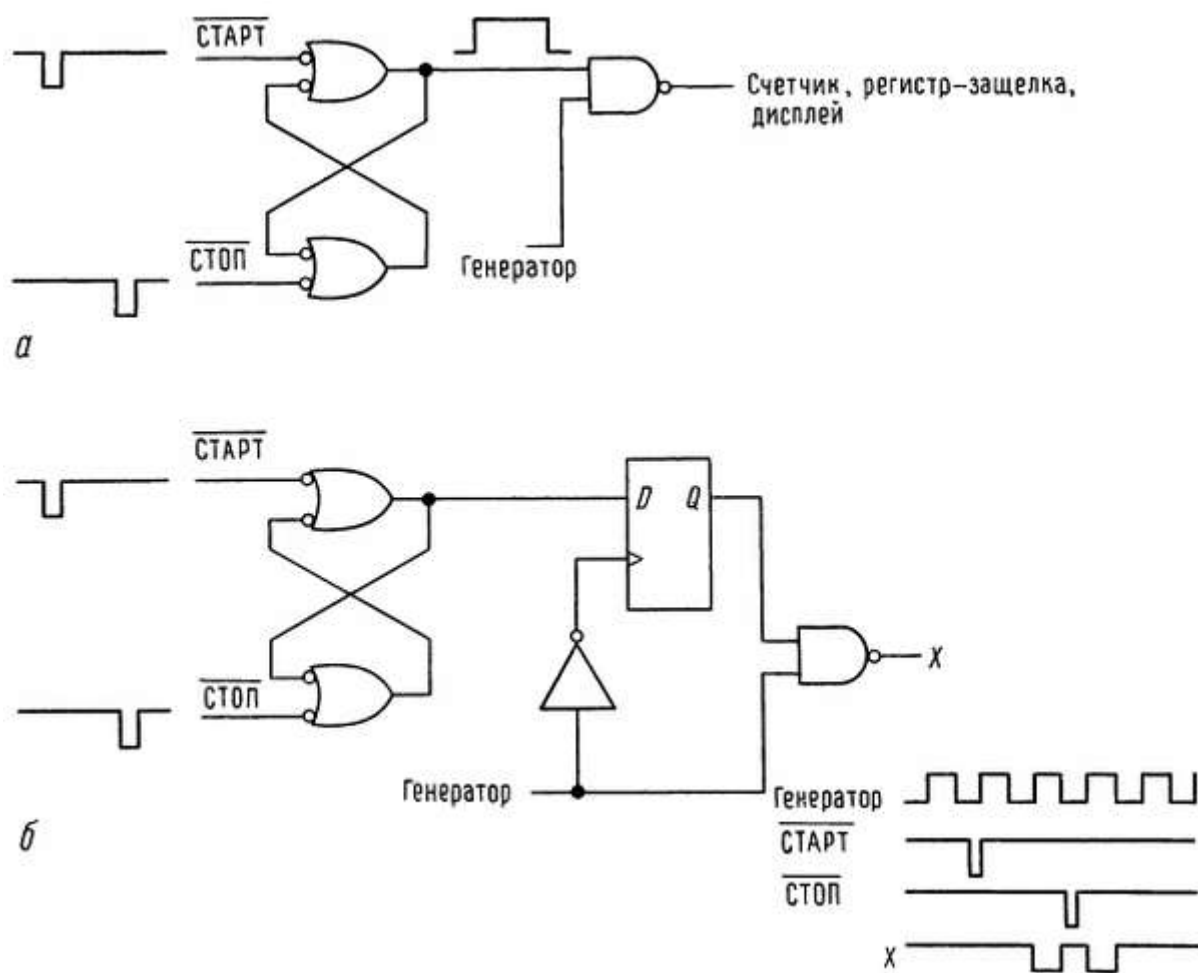 СТАРТ
Счетчик, регистр-защелка,
дисплей
СТОП
Генератор
а
СТАРТ
D Q
X
СТОП
Генератор
Генератор
б
СТАРТ
СТОП
X